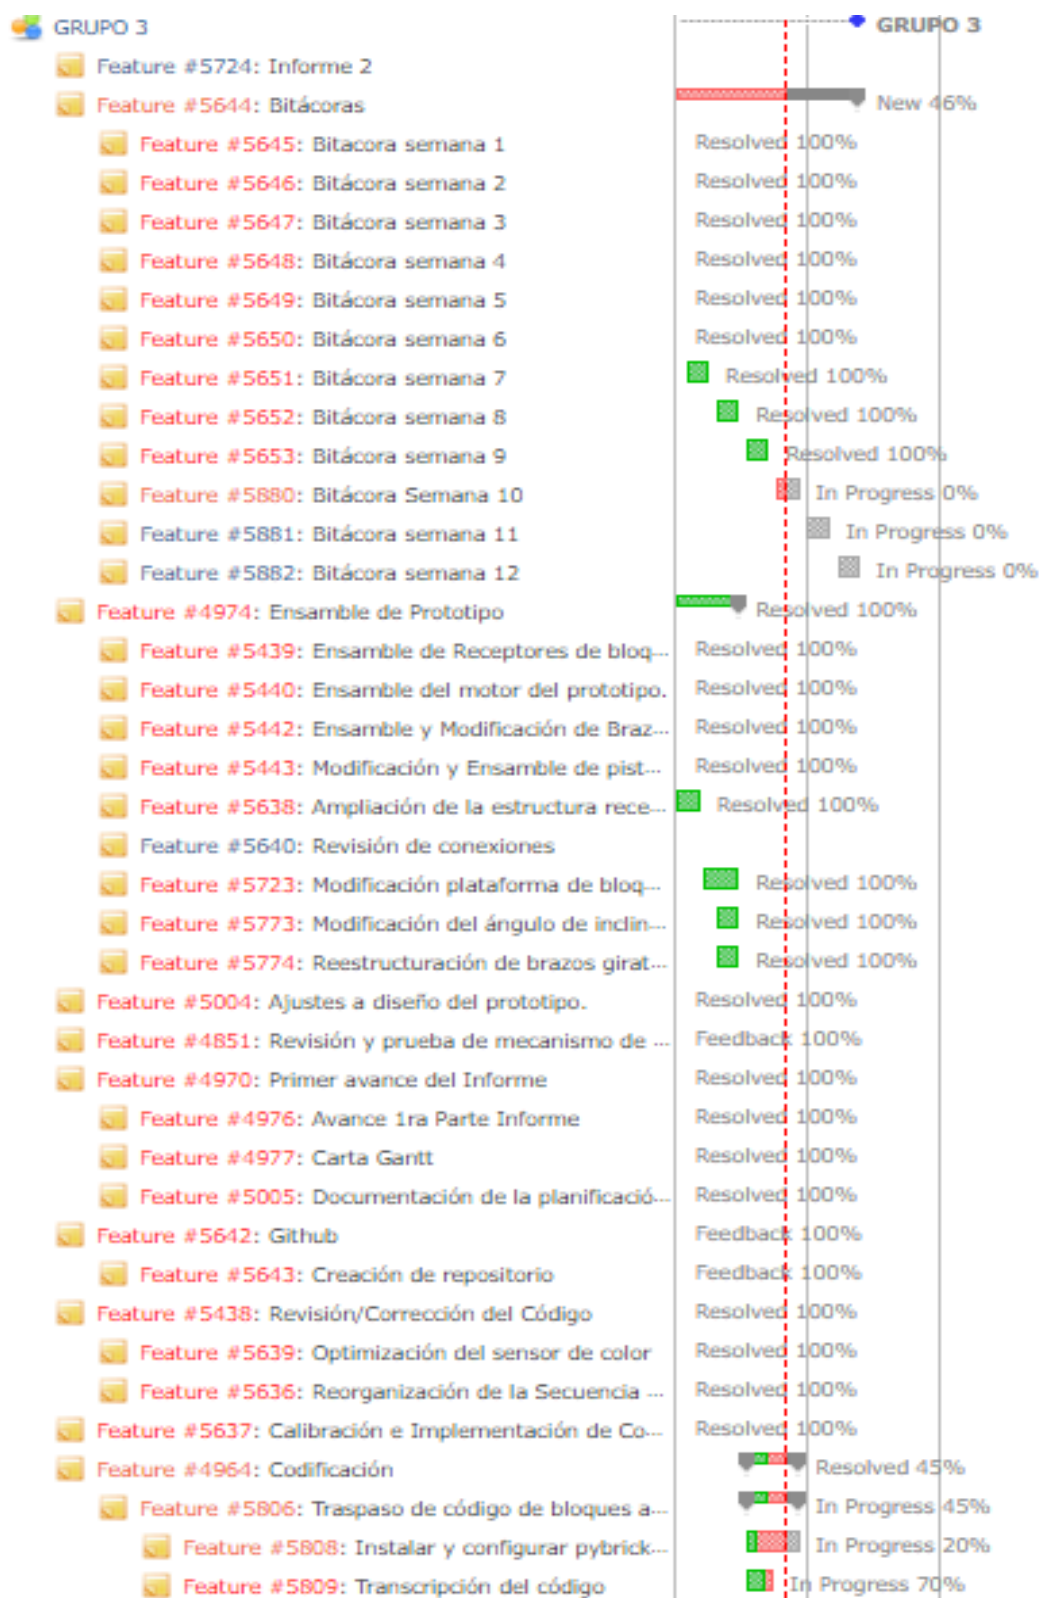 GRUPO 3 GRUPO 3
Feature #5724: Informe 2
Feature #5644: Bitácoras New 46%
Feature #5645: Bitacora semana 1 Resolved 100%
Feature #5646: Bitácora semana 2 Resolved 100%
Feature #5647: Bitácora semana 3 Resolved 100%
Feature #5648: Bitácora semana 4 Resolved 100%
Feature #5649: Bitácora semana 5 Resolved 100%
Feature #5650: Bitácora semana 6 Resolved 100%
Feature #5651: Bitácora semana 7 Resolved 100%
Feature #5652: Bitácora semana 8 Resolved 100%
Feature #5653: Bitácora semana 9 Resolved 100%
Feature #5880: Bitácora Semana 10 In Progress 0%
Feature #5881: Bitácora semana 11 In Progress 0%
Feature #5882: Bitácora semana 12 In Progress 0%
Feature #4974: Ensamble de Prototipo Resolved 100%
Feature #5439: Ensamble de Receptores de bloq... Resolved 100%
Feature #5440: Ensamble del motor del prototipo. Resolved 100%
Feature #5442: Ensamble y Modificación de Braz... Resolved 100%
Feature #5443: Modificación y Ensamble de pist... Resolved 100%
Feature #5638: Ampliación de la estructura rece... Resolved 100%
Feature #5640: Revisión de conexiones
Feature #5723: Modificación plataforma de bloq... Resolved 100%
Feature #5773: Modificación del ángulo de inclin... Resolved 100%
Feature #5774: Reestructuración de brazos girat... Resolved 100%
Feature #5004: Ajustes a diseño del prototipo. Resolved 100%
Feature #4851: Revisión y prueba de mecanismo de ... Feedback 100%
Feature #4970: Primer avance del Informe Resolved 100%
Feature #4976: Avance 1ra Parte Informe Resolved 100%
Feature #4977: Carta Gantt Resolved 100%
Feature #5005: Documentación de la planificació... Resolved 100%
Feature #5642: Github Feedback 100%
Feature #5643: Creación de repositorio Feedback 100%
Feature #5438: Revisión/Corrección del Código Resolved 100%
Feature #5639: Optimización del sensor de color Resolved 100%
Feature #5636: Reorganización de la Secuencia ... Resolved 100%
Feature #5637: Calibración e Implementación de Co... Resolved 100%
Feature #4964: Codificación Resolved 45%
Feature #5806: Traspaso de código de bloques a... In Progress 45%
Feature #5808: Instalar y configurar pybrick... In Progress 20%
Feature #5809: Transcripción del código In Progress 70%